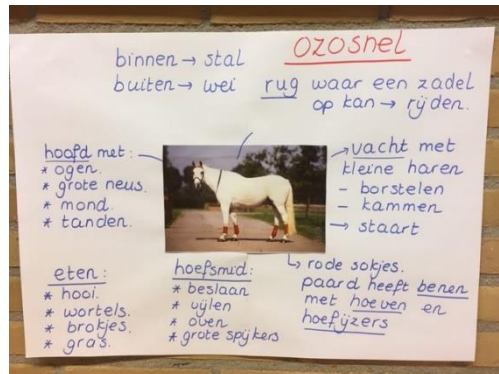 OZOSNEL
binnen → stal
buiten → wei
rug waar een zadel
op kan → rijden.
hoofd met:
* ogen.
* grote neus.
* mond.
* tanden.
→ vacht met
kleine haren
- borstelen
- kammen
→ staart
eten:
* hooi.
* wortels.
* brokjes.
* gras.
hoefsmid:
* beslaan
* vijlen
* oven
* grote spijkers
↳ rode sokjes.
paard heeft benen
met hoeven en
hoefijzers